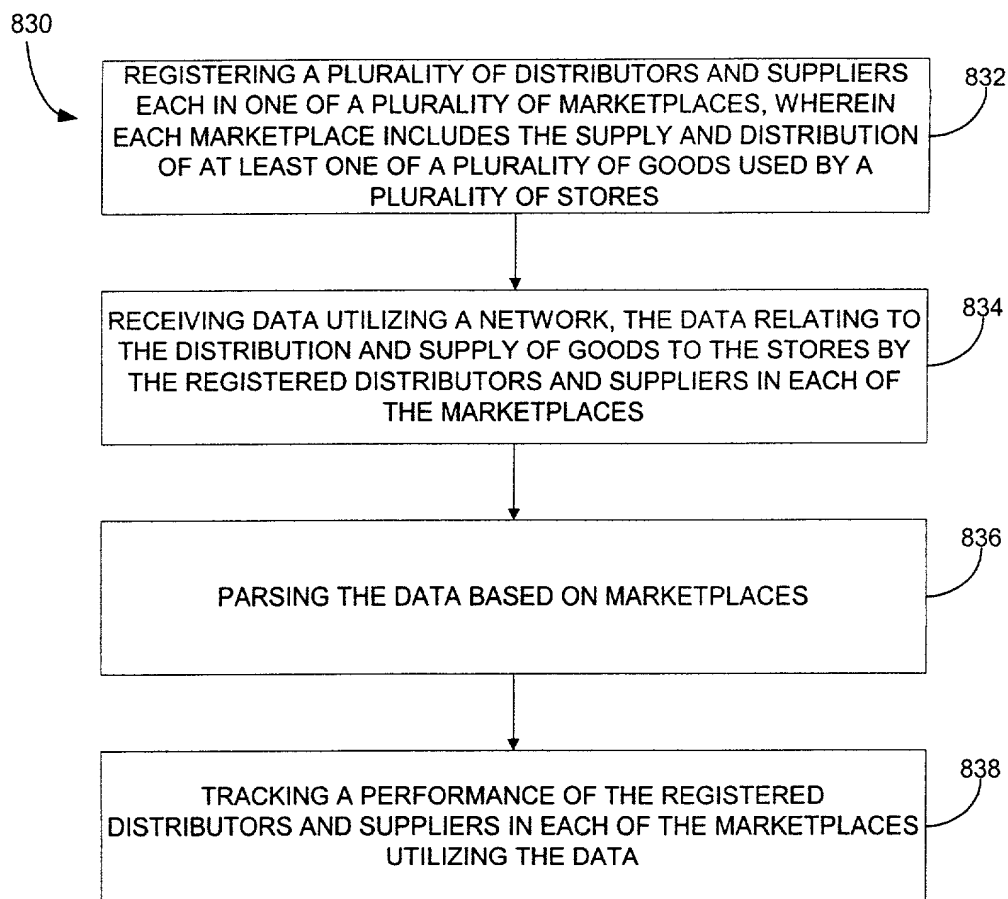 830
REGISTERING A PLURALITY OF DISTRIBUTORS AND SUPPLIERS
EACH IN ONE OF A PLURALITY OF MARKETPLACES, WHEREIN
EACH MARKETPLACE INCLUDES THE SUPPLY AND DISTRIBUTION
OF AT LEAST ONE OF A PLURALITY OF GOODS USED BY A
PLURALITY OF STORES
832
RECEIVING DATA UTILIZING A NETWORK, THE DATA RELATING TO
THE DISTRIBUTION AND SUPPLY OF GOODS TO THE STORES BY
THE REGISTERED DISTRIBUTORS AND SUPPLIERS IN EACH OF
THE MARKETPLACES
834
PARSING THE DATA BASED ON MARKETPLACES
836
TRACKING A PERFORMANCE OF THE REGISTERED
DISTRIBUTORS AND SUPPLIERS IN EACH OF THE MARKETPLACES
UTILIZING THE DATA
838